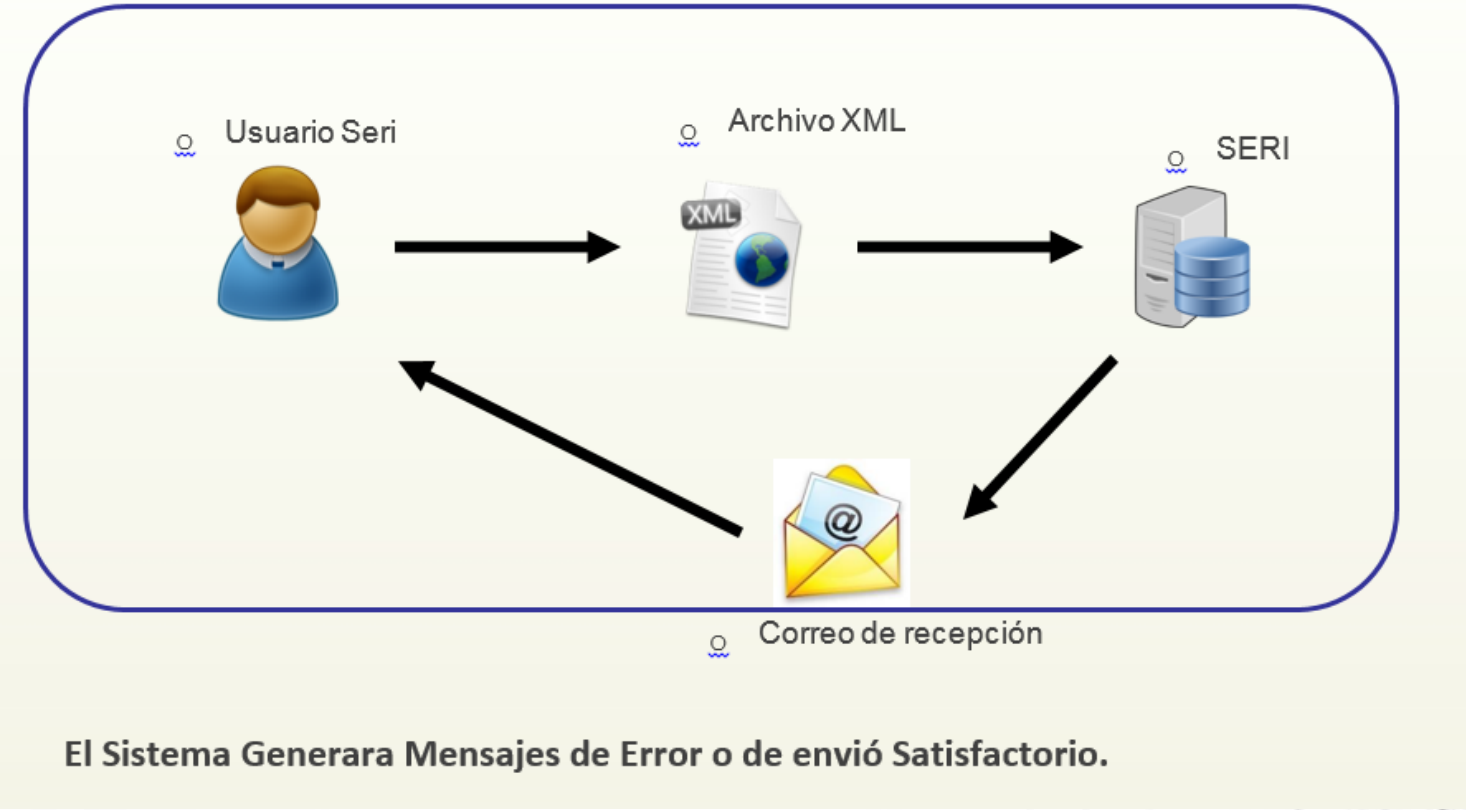 o Usuario Seri
o Archivo XML
o SERI
XML
@
o Correo de recepción
El Sistema Generara Mensajes de Error o de envió Satisfactorio.